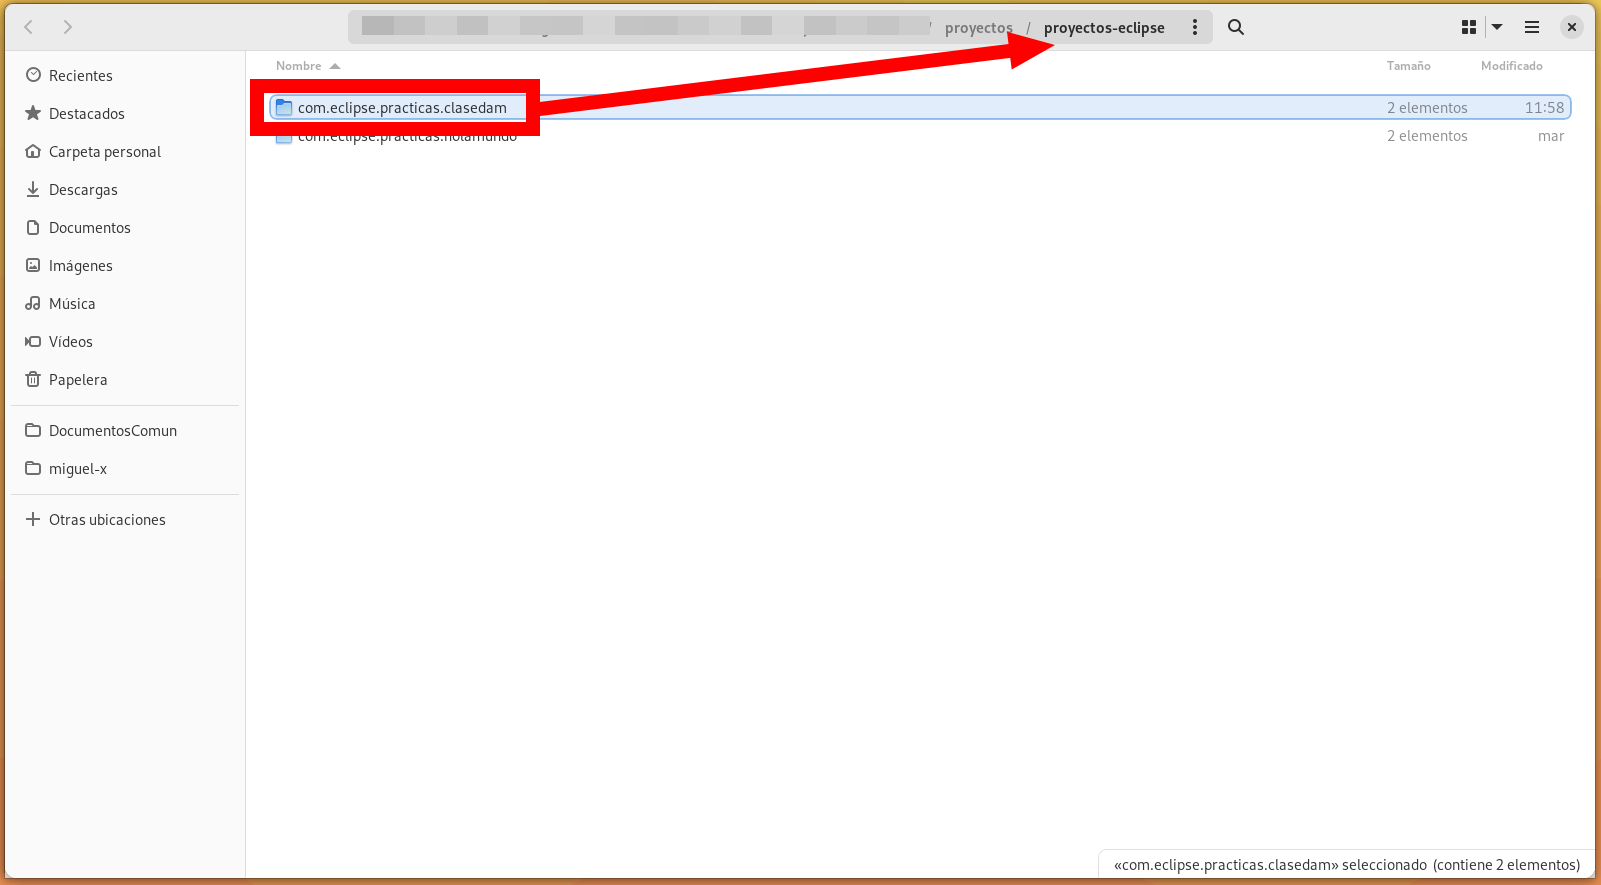 / proyectos / proyectos-eclipse
Nombre Tamaño Modificado
com.eclipse.practicas.clasedam 2 elementos 11:58
com.eclipse.practicas.holamundo 2 elementos mar
Recientes
Destacados
Carpeta personal
Descargas
Documentos
Imágenes
Música
Vídeos
Papelera
DocumentosComun
miguel-x
Otras ubicaciones
«com.eclipse.practicas.clasedam» seleccionado (contiene 2 elementos)